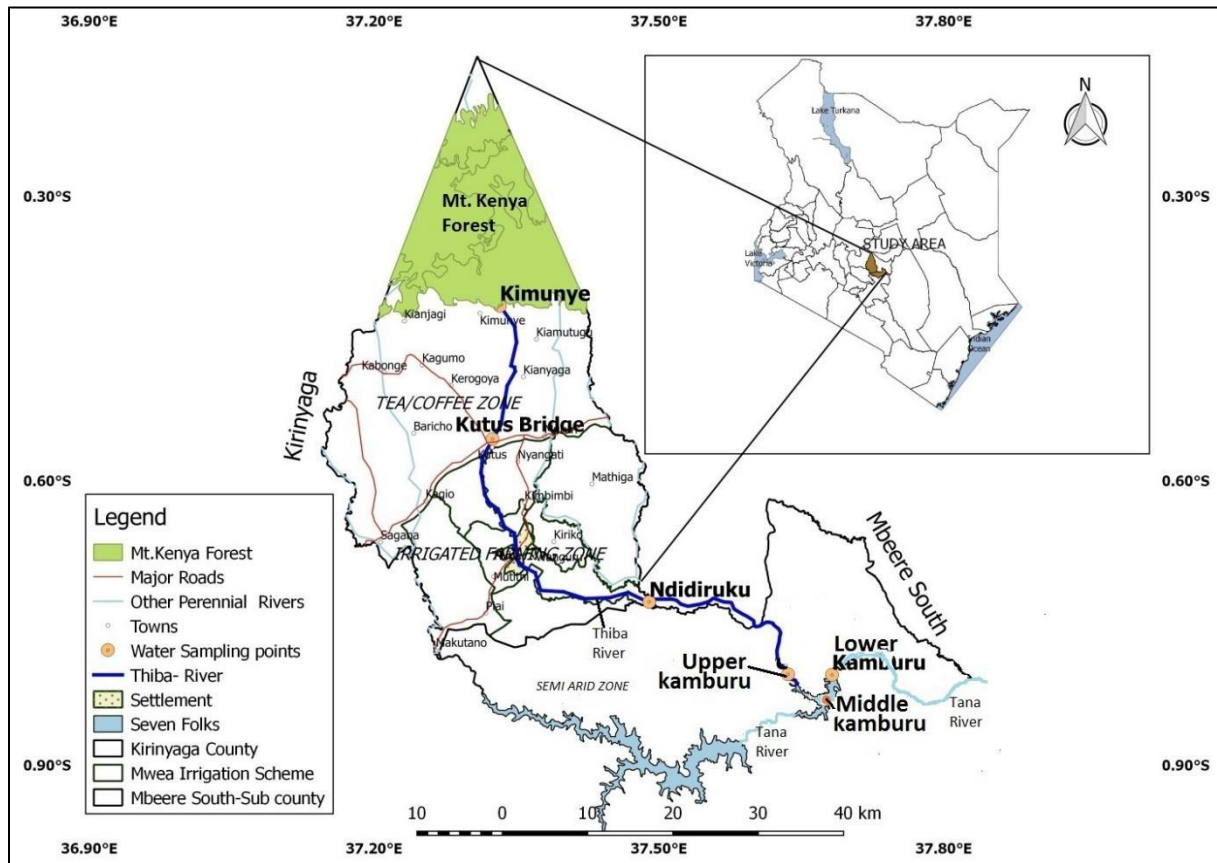 36.90°E
37.20°E
37.50°E
37.80°E
Lake Turkana
N
0.30°S
0.30°S
Mt. Kenya
Forest
STUDY AREA
Lake
Victoria
Indian
Ocean
Kimunye
Kianjagi
Kimunye
Kiamutugu
Kabonge
Kagumo
Kerogoya
Kianyaga
TEA/COFFEE ZONE
Kirinyaga
Baricho
Kutus Bridge
Kutus
Nyangati
Mathiga
0.60°S
0.60°S
Kagio
Kimbimbi
Sagana
Kiriko
IRRIGATED FARMING ZONE
Mutithi
Mbeere South
Ndidiruku
Piai
Thiba
River
Makutano
Lower
Kamburu
Upper
kamburu
SEMI ARID ZONE
Middle
kamburu
Tana
River
Tana
River
Legend
Mt.Kenya Forest
Major Roads
Other Perennial Rivers
Towns
Water Sampling points
Thiba- River
Settlement
Seven Folks
Kirinyaga County
Mwea Irrigation Scheme
Mbeere South-Sub county
0.90°S
0.90°S
10 0 10 20 30 40 km
36.90°E
37.20°E
37.50°E
37.80°E